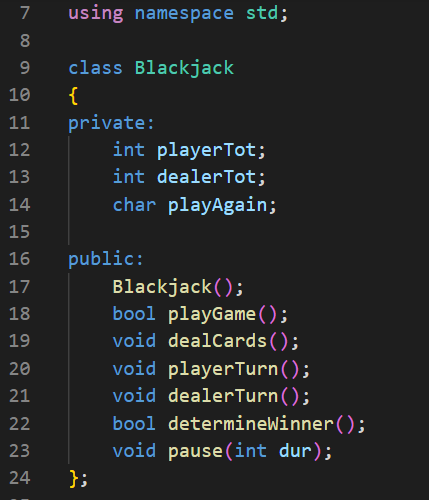 7 using namespace std;
8
9 class Blackjack
10 {
11 private:
12 int playerTot;
13 int dealerTot;
14 char playAgain;
15
16 public:
17 Blackjack();
18 bool playGame();
19 void dealCards();
20 void playerTurn();
21 void dealerTurn();
22 bool determineWinner();
23 void pause(int dur);
24 };